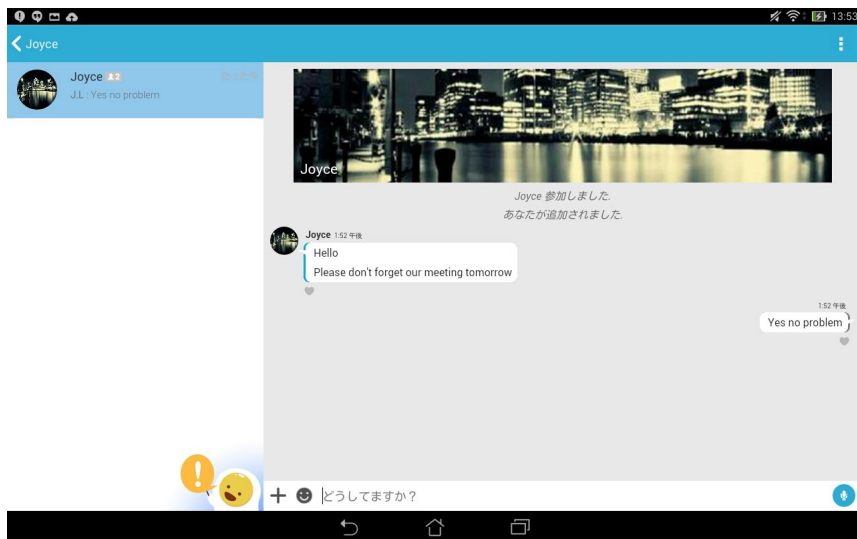 13:53
Joyce
Joyce 2
J.L : Yes no problem
Joyce
Joyce 参加しました.
あなたが追加されました.
Joyce 1:52 午後
Hello
Please don't forget our meeting tomorrow
1:52 午後
Yes no problem
どうしてますか？